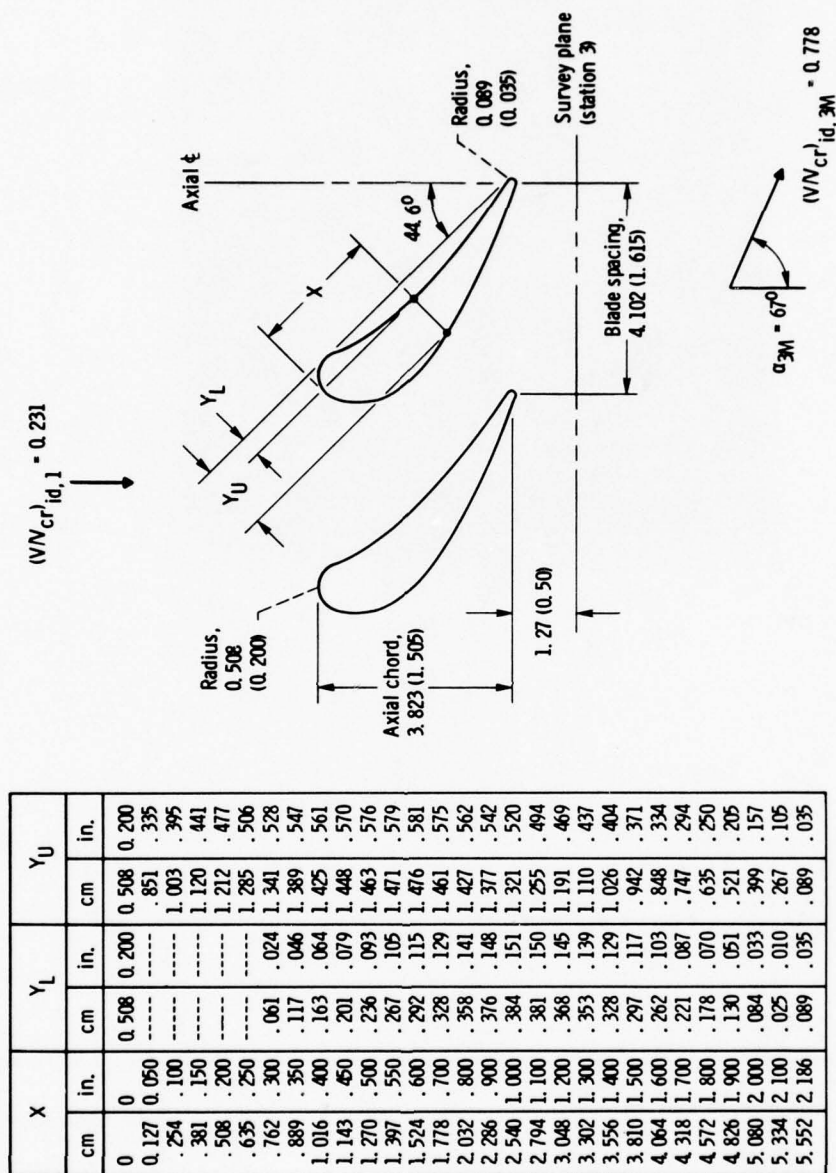 X Y_L Y_U
cm in. cm in. cm in.
0 0 0.508 0.200 0.508 0.200
0.127 0.050 ----- ----- .851 .335
.254 .100 ----- ----- 1.003 .395
.381 .150 ----- ----- 1.120 .441
.508 .200 ----- ----- 1.212 .477
.635 .250 ----- ----- 1.285 .506
.762 .300 .061 .024 1.341 .528
.889 .350 .117 .046 1.389 .547
1.016 .400 .163 .064 1.425 .561
1.143 .450 .201 .079 1.448 .570
1.270 .500 .236 .093 1.463 .576
1.397 .550 .267 .105 1.471 .579
1.524 .600 .292 .115 1.476 .581
1.778 .700 .328 .129 1.461 .575
2.032 .800 .358 .141 1.427 .562
2.286 .900 .376 .148 1.377 .542
2.540 1.000 .384 .151 1.321 .520
2.794 1.100 .381 .150 1.255 .494
3.048 1.200 .368 .145 1.191 .469
3.302 1.300 .353 .139 1.110 .437
3.556 1.400 .328 .129 1.026 .404
3.810 1.500 .297 .117 .942 .371
4.064 1.600 .262 .103 .848 .334
4.318 1.700 .221 .087 .747 .294
4.572 1.800 .178 .070 .635 .250
4.826 1.900 .130 .051 .521 .205
5.080 2.000 .084 .033 .399 .157
5.334 2.100 .025 .010 .267 .105
5.552 2.186 .089 .035 .089 .035
(V/V_cr)_id, 1 = 0.231
Axial ℄
Y_L
Y_U
X
44.6°
Radius,
0.508
(0.200)
Radius,
0.089
(0.035)
Axial chord,
3.823 (1.505)
Blade spacing,
4.102 (1.615)
1.27 (0.50)
Survey plane
(station 3)
α_3M = 67°
(V/V_cr)_id, 3M = 0.778